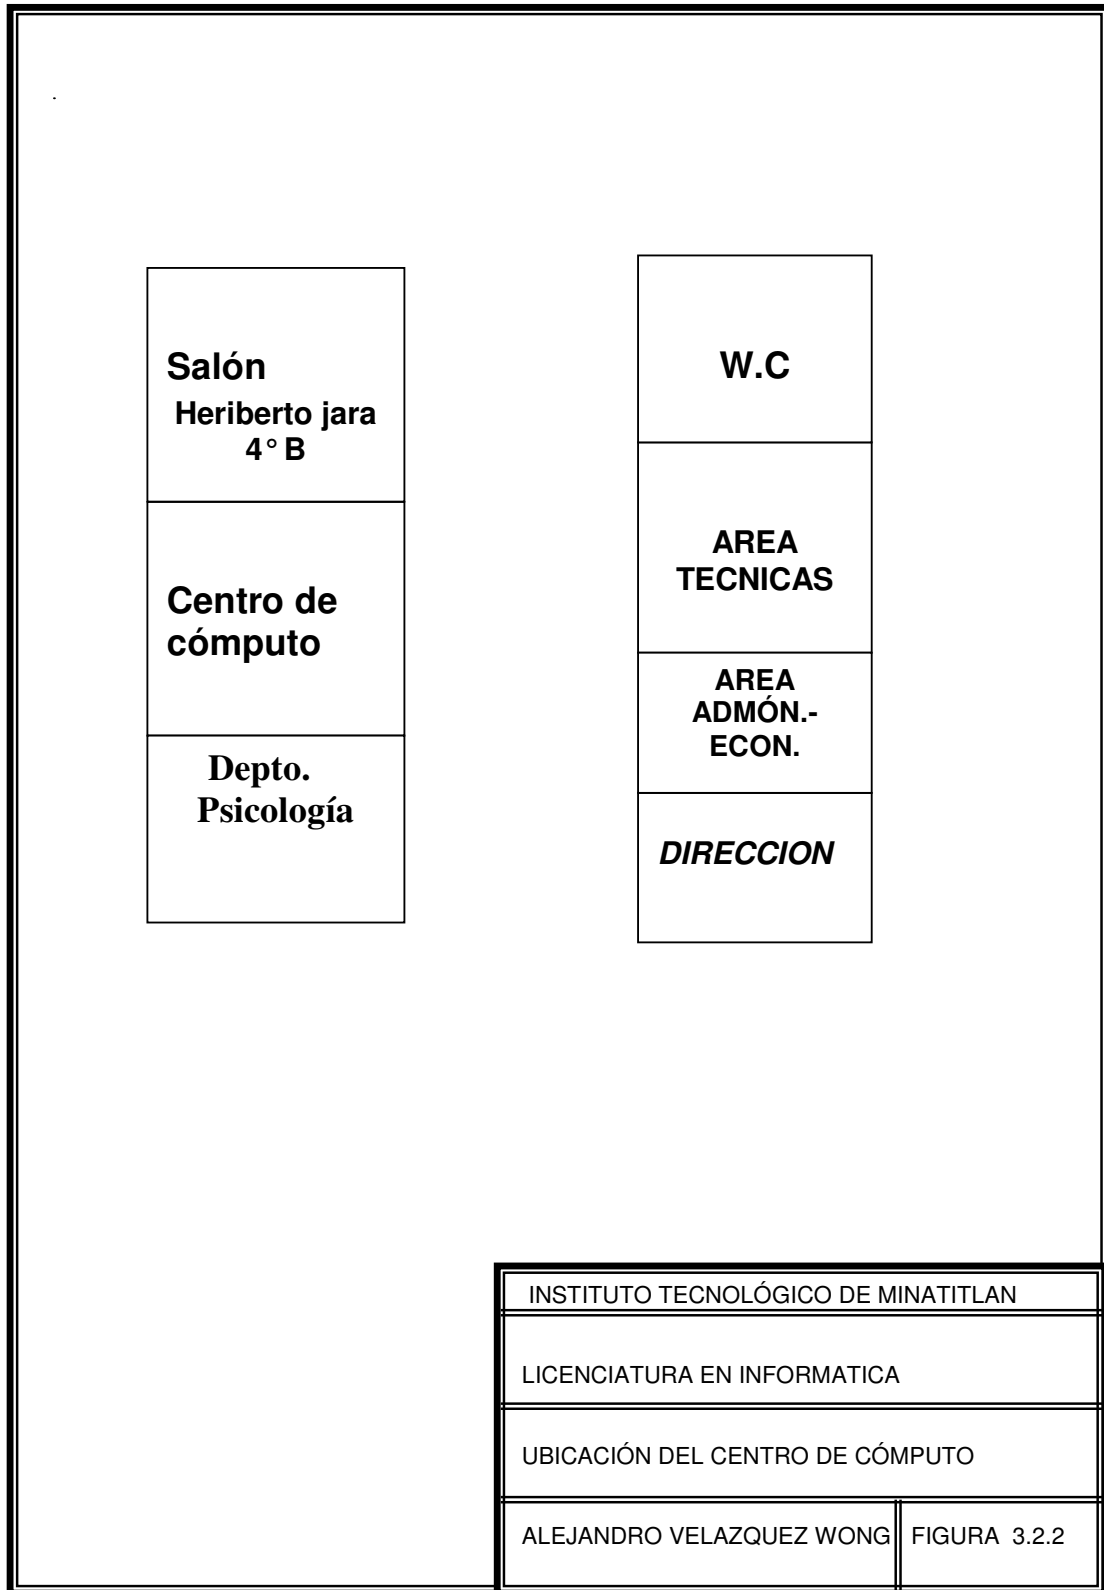 Salón
Heriberto jara
4° B
Centro de
cómputo
Depto.
Psicología
W.C
AREA
TECNICAS
AREA
ADMÓN.-
ECON.
DIRECCION
INSTITUTO TECNOLÓGICO DE MINATITLAN
LICENCIATURA EN INFORMATICA
UBICACIÓN DEL CENTRO DE CÓMPUTO
ALEJANDRO VELAZQUEZ WONG FIGURA 3.2.2